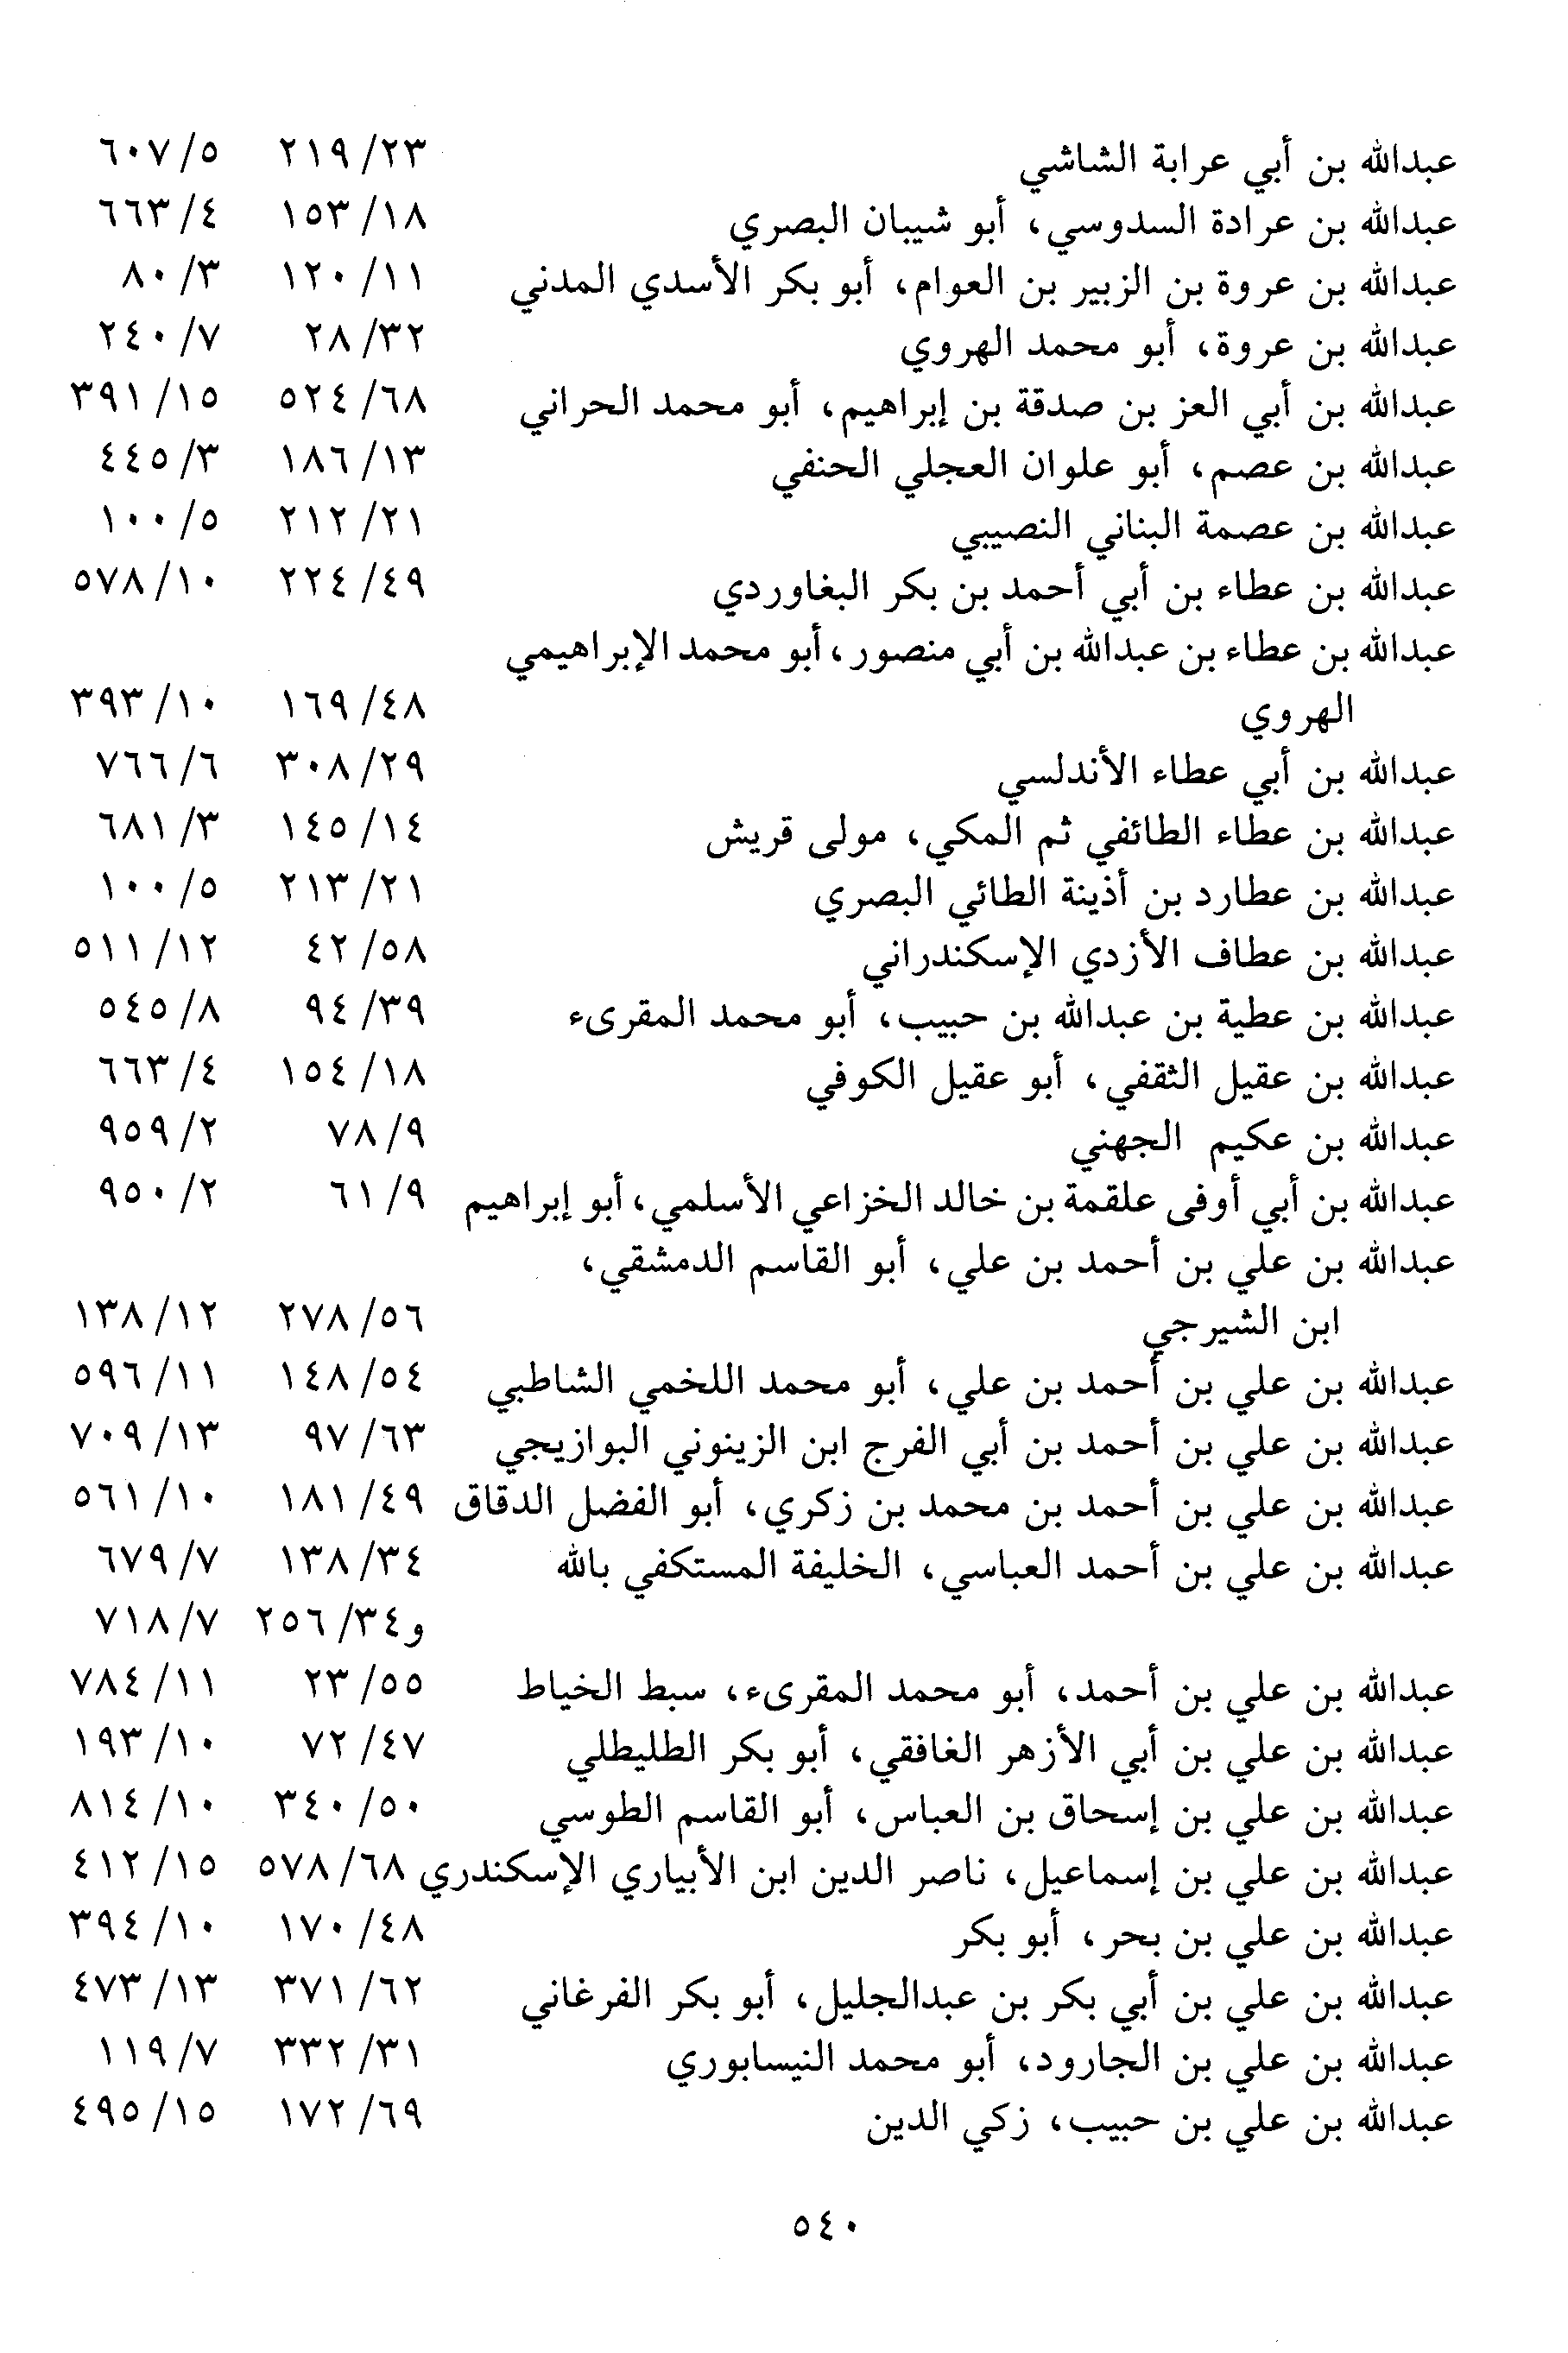 عبدالله بن أبي عرابة الشاشي ٢٣/ ٢١٩ ٥/ ٦٠٧
عبدالله بن عرادة السدوسي، أبو شيبان البصري ١٨/ ١٥٣ ٤/ ٦٦٣
عبدالله بن عروة بن الزبير بن العوام، أبو بكر الأسدي المدني ١١/ ١٢٠ ٣/ ٨٠
عبدالله بن عروة، أبو محمد الهروي ٣٢/ ٢٨ ٧/ ٢٤٠
عبدالله بن أبي العز بن صدقة بن إبراهيم، أبو محمد الحراني ٦٨/ ٥٢٤ ١٥/ ٣٩١
عبدالله بن عصم، أبو علوان العجلي الحنفي ١٣/ ١٨٦ ٣/ ٤٤٥
عبدالله بن عصمة البناني النصيبي ٢١/ ٢١٢ ٥/ ١٠٠
عبدالله بن عطاء بن أبي أحمد بن بكر البغاوردي ٤٩/ ٢٢٤ ١٠/ ٥٧٨
عبدالله بن عطاء بن عبدالله بن أبي منصور، أبو محمد الإبراهيمي
الهروي ٤٨/ ١٦٩ ١٠/ ٣٩٣
عبدالله بن أبي عطاء الأندلسي ٢٩/ ٣٠٨ ٦/ ٧٦٦
عبدالله بن عطاء الطائفي ثم المكي، مولى قريش ١٤/ ١٤٥ ٣/ ٦٨١
عبدالله بن عطارد بن أذينة الطائي البصري ٢١/ ٢١٣ ٥/ ١٠٠
عبدالله بن عطاف الأزدي الإسكندراني ٥٨/ ٤٢ ١٢/ ٥١١
عبدالله بن عطية بن عبدالله بن حبيب، أبو محمد المقرىء ٣٩/ ٩٤ ٨/ ٥٤٥
عبدالله بن عقيل الثقفي، أبو عقيل الكوفي ١٨/ ١٥٤ ٤/ ٦٦٣
عبدالله بن عكيم الجهني ٩/ ٧٨ ٢/ ٩٥٩
عبدالله بن أبي أوفى علقمة بن خالد الخزاعي الأسلمي، أبو إبراهيم ٩/ ٦١ ٢/ ٩٥٠
عبدالله بن علي بن أحمد بن علي، أبو القاسم الدمشقي،
ابن الشيرجي ٥٦/ ٢٧٨ ١٢/ ١٣٨
عبدالله بن علي بن أحمد بن علي، أبو محمد اللخمي الشاطبي ٥٤/ ١٤٨ ١١/ ٥٩٦
عبدالله بن علي بن أحمد بن أبي الفرج ابن الزينوني البوازيجي ٦٣/ ٩٧ ١٣/ ٧٠٩
عبدالله بن علي بن أحمد بن محمد بن زكري، أبو الفضل الدقاق ٤٩/ ١٨١ ١٠/ ٥٦١
عبدالله بن علي بن أحمد العباسي، الخليفة المستكفي بالله ٣٤/ ١٣٨ ٧/ ٦٧٩
و٣٤/ ٢٥٦ ٧/ ٧١٨
عبدالله بن علي بن أحمد، أبو محمد المقرىء، سبط الخياط ٥٥/ ٢٣ ١١/ ٧٨٤
عبدالله بن علي بن أبي الأزهر الغافقي، أبو بكر الطليطلي ٤٧/ ٧٢ ١٠/ ١٩٣
عبدالله بن علي بن إسحاق بن العباس، أبو القاسم الطوسي ٥٠/ ٣٤٠ ١٠/ ٨١٤
عبدالله بن علي بن إسماعيل، ناصر الدين ابن الأبياري الإسكندري ٦٨/ ٥٧٨ ١٥/ ٤١٢
عبدالله بن علي بن بحر، أبو بكر ٤٨/ ١٧٠ ١٠/ ٣٩٤
عبدالله بن علي بن أبي بكر بن عبدالجليل، أبو بكر الفرغاني ٦٢/ ٣٧١ ١٣/ ٤٧٣
عبدالله بن علي بن الجارود، أبو محمد النيسابوري ٣١/ ٣٣٢ ٧/ ١١٩
عبدالله بن علي بن حبيب، زكي الدين ٦٩/ ١٧٢ ١٥/ ٤٩٥
٥٤٠